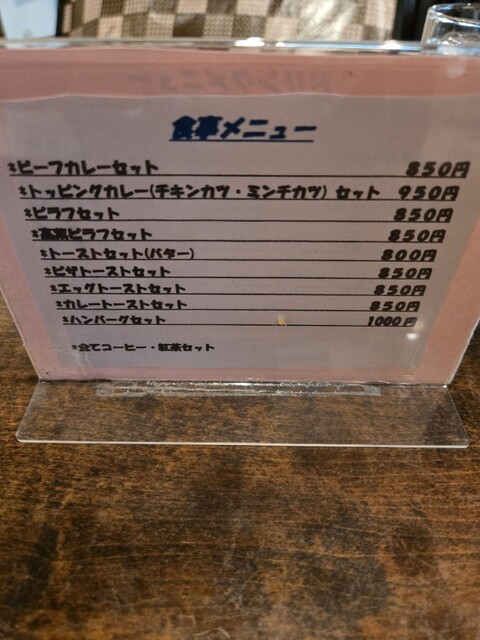 食事メニュー
*ビーフカレーセット 850円
*トッピングカレー(チキンカツ・ミンチカツ) セット 950円
*ピラフセット 850円
*高菜ピラフセット 850円
*トーストセット(バター) 800円
*ピザトーストセット 850円
*エッグトーストセット 850円
*カレートーストセット 850円
*ハンバーグセット 1000円
*全てコーヒー・紅茶セット